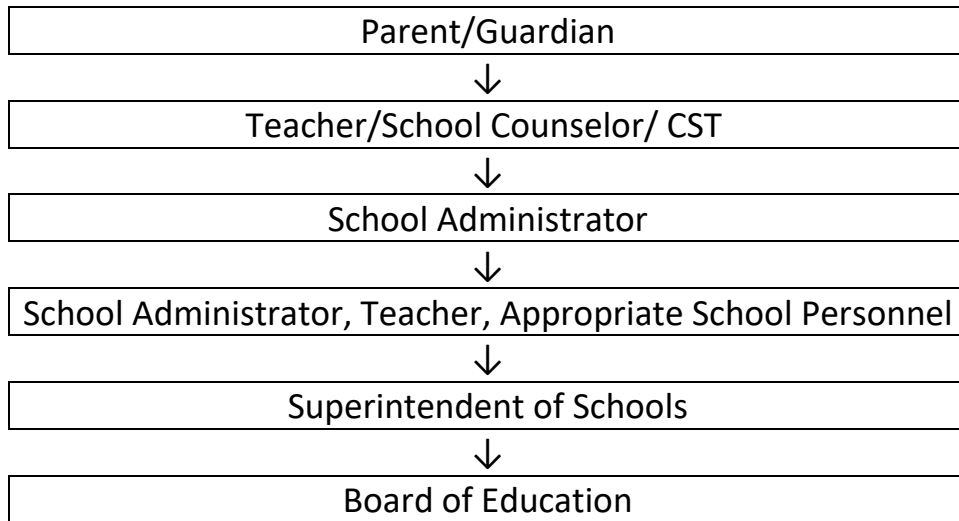 Parent/Guardian
↓
Teacher/School Counselor/ CST
↓
School Administrator
↓
School Administrator, Teacher, Appropriate School Personnel
↓
Superintendent of Schools
↓
Board of Education